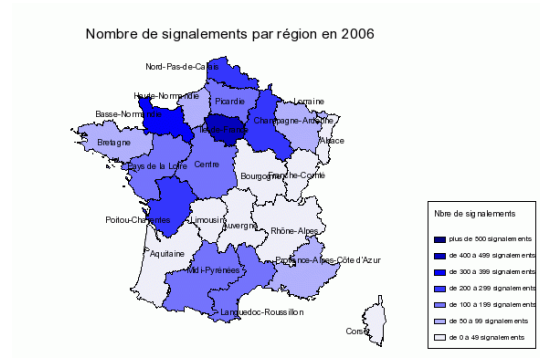 Nombre de signalements par région en 2006
Nord-Pas-de-Calais
Haute-Normandie
Picardie
Basse-Normandie
Lorraine
Champagne-Ardenne
Ile-de-France
Alsace
Bretagne
Pays de la Loire
Centre
Bourgogne
Franche-Comté
Poitou-Charentes
Limousin
Auvergne
Rhône-Alpes
Aquitaine
Provence-Alpes-Côte d'Azur
Midi-Pyrénées
Languedoc-Roussillon
Corse
Nbre de signalements
plus de 500 signalements
de 400 à 499 signalements
de 300 à 399 signalements
de 200 à 299 signalements
de 100 à 199 signalements
de 50 à 99 signalements
de 0 à 49 signalements